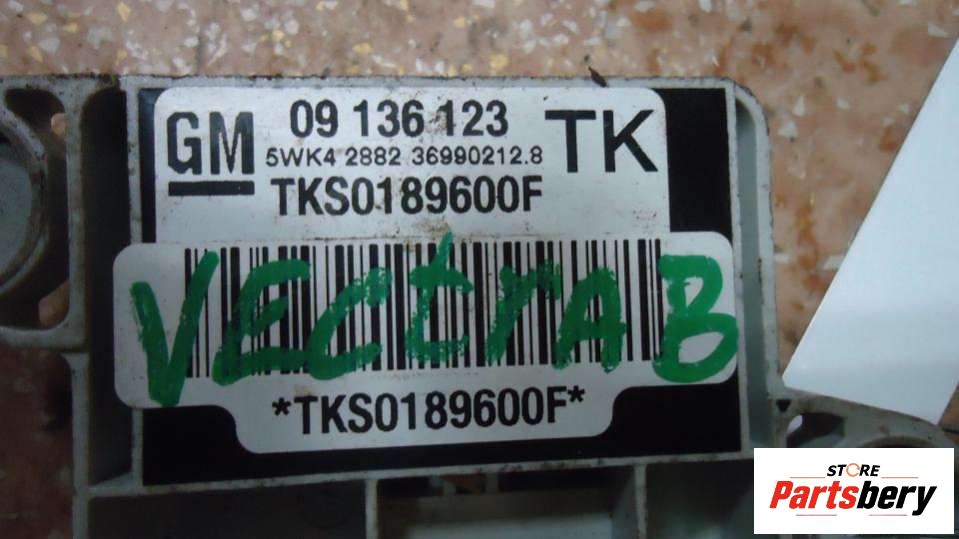 GM 09 136 123 TK
5WK4 2882 36990212.8
TKS0189600F
VECtrA B
*TKS0189600F*
STORE
Partsbery